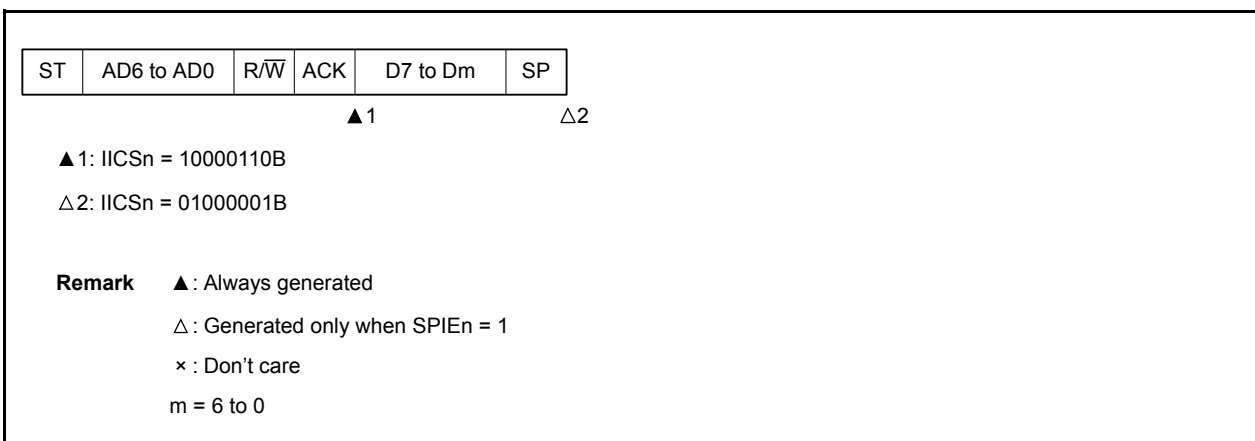 ST AD6 to AD0 R/W̅ ACK D7 to Dm SP
▲1 △2
▲1: IICSn = 10000110B
△2: IICSn = 01000001B
Remark ▲: Always generated
△: Generated only when SPIEn = 1
×: Don’t care
m = 6 to 0